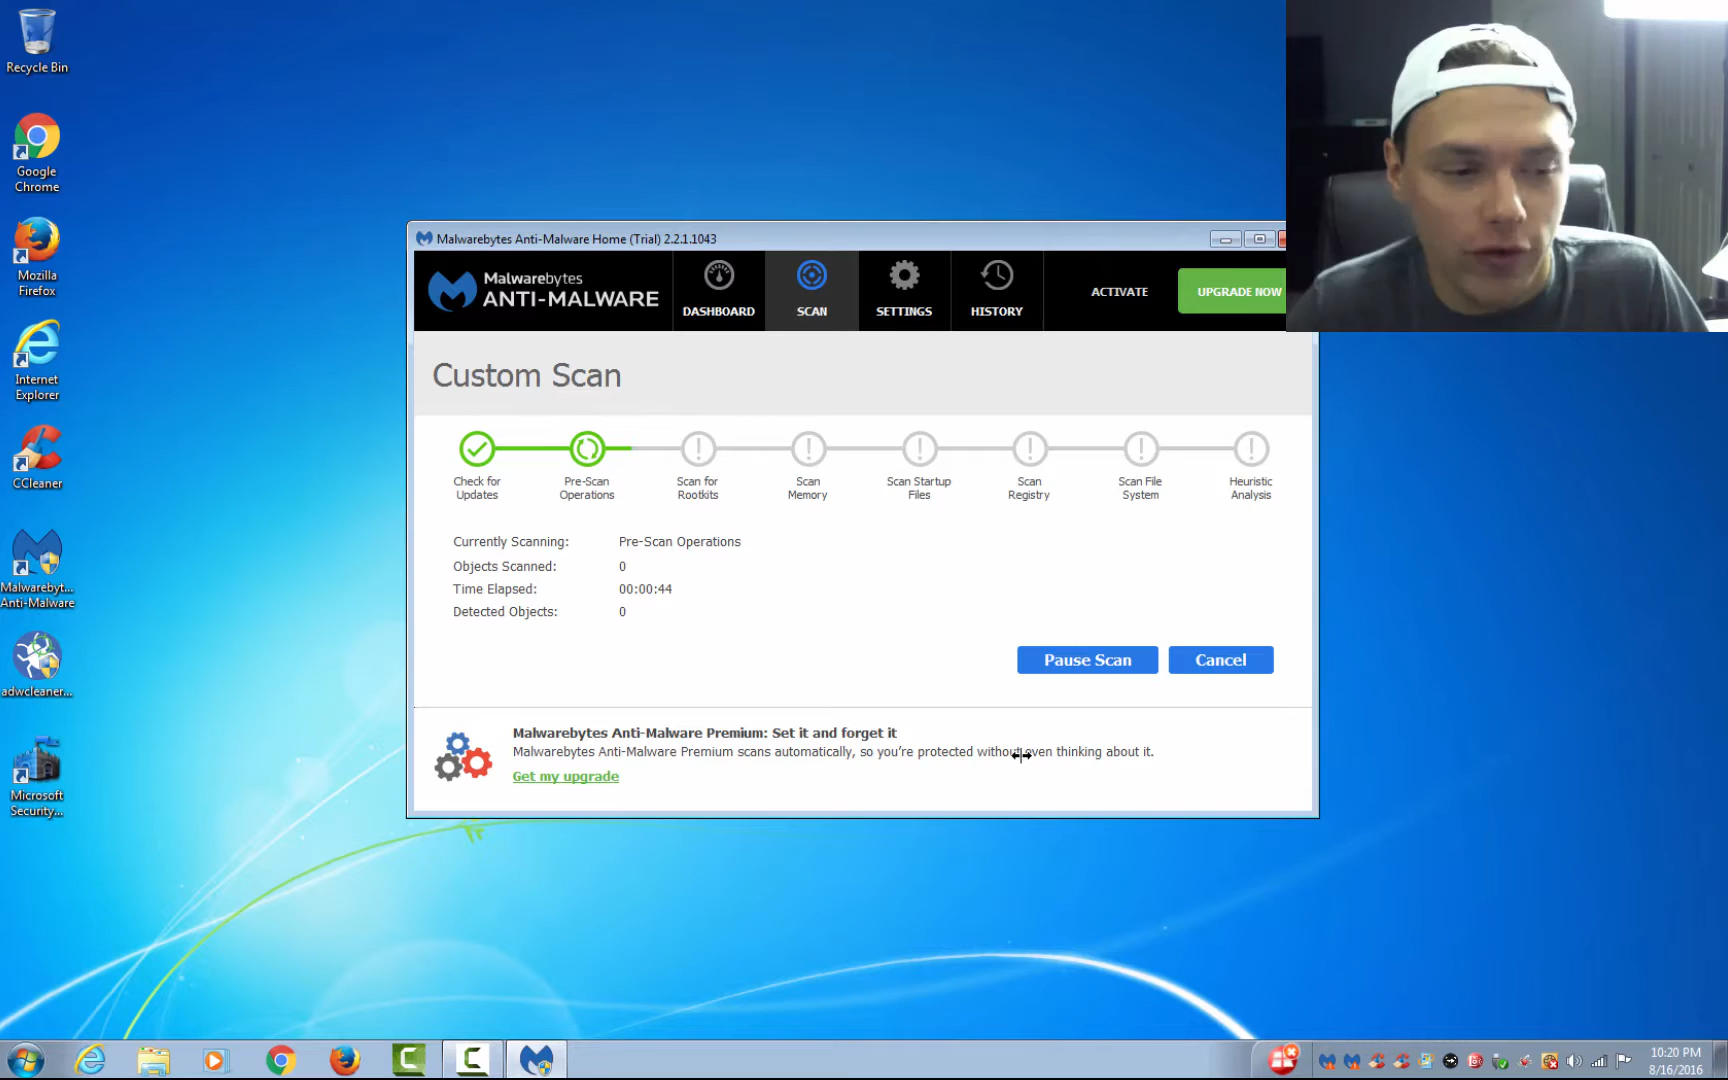 Recycle Bin
Google
Chrome
Mozilla
Firefox
Internet
Explorer
CCleaner
Malwarebyt...
Anti-Malware
adwcleaner...
Microsoft
Security...
Malwarebytes Anti-Malware Home (Trial) 2.2.1.1043
Malwarebytes
ANTI-MALWARE
DASHBOARD
SCAN
SETTINGS
HISTORY
ACTIVATE
UPGRADE NOW
Custom Scan
Check for
Updates
Pre-Scan
Operations
Scan for
Rootkits
Scan
Memory
Scan Startup
Files
Scan
Registry
Scan File
System
Heuristic
Analysis
Currently Scanning: Pre-Scan Operations
Objects Scanned: 0
Time Elapsed: 00:00:44
Detected Objects: 0
Pause Scan
Cancel
Malwarebytes Anti-Malware Premium: Set it and forget it
Malwarebytes Anti-Malware Premium scans automatically, so you're protected without even thinking about it.
Get my upgrade
10:20 PM
8/16/2016